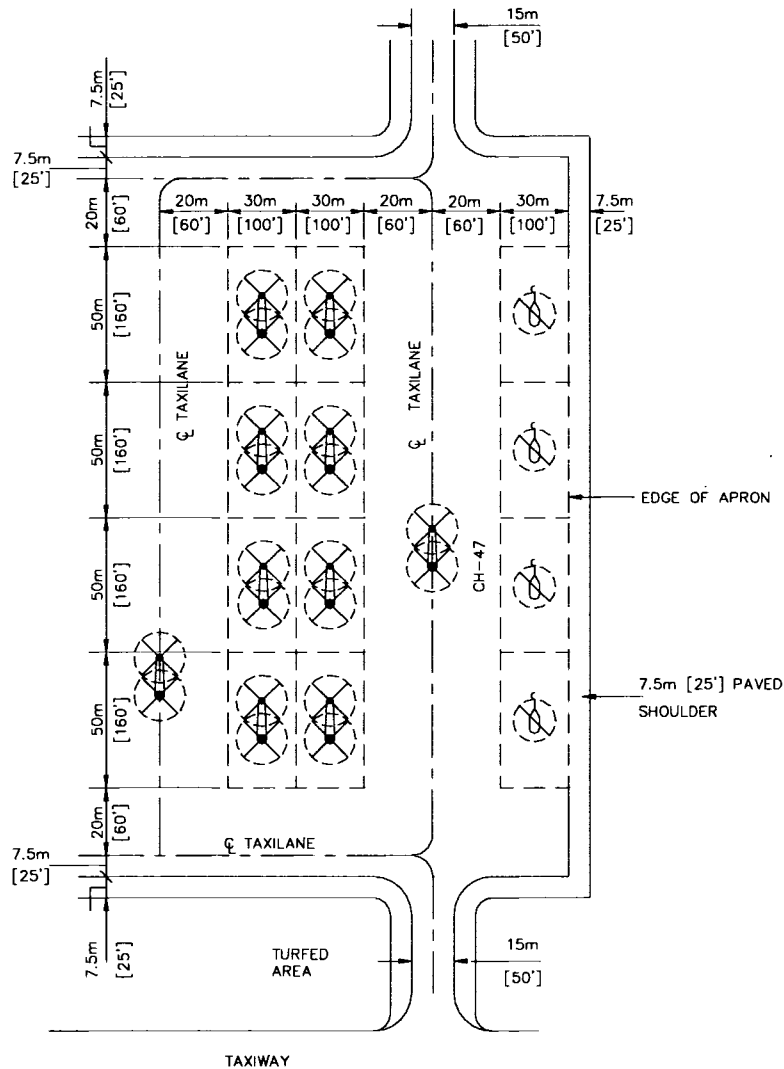 15m
[50']
7.5m
[25']
7.5m
[25']
20m
[60']
20m
[60']
30m
[100']
30m
[100']
20m
[60']
20m
[60']
30m
[100']
7.5m
[25']
50m
[160']
50m
[160']
50m
[160']
50m
[160']
20m
[60']
℄ TAXILANE
℄ TAXILANE
CH-47
EDGE OF APRON
7.5m [25'] PAVED
SHOULDER
℄ TAXILANE
7.5m
[25']
7.5m
[25']
TURFED
AREA
15m
[50']
TAXIWAY